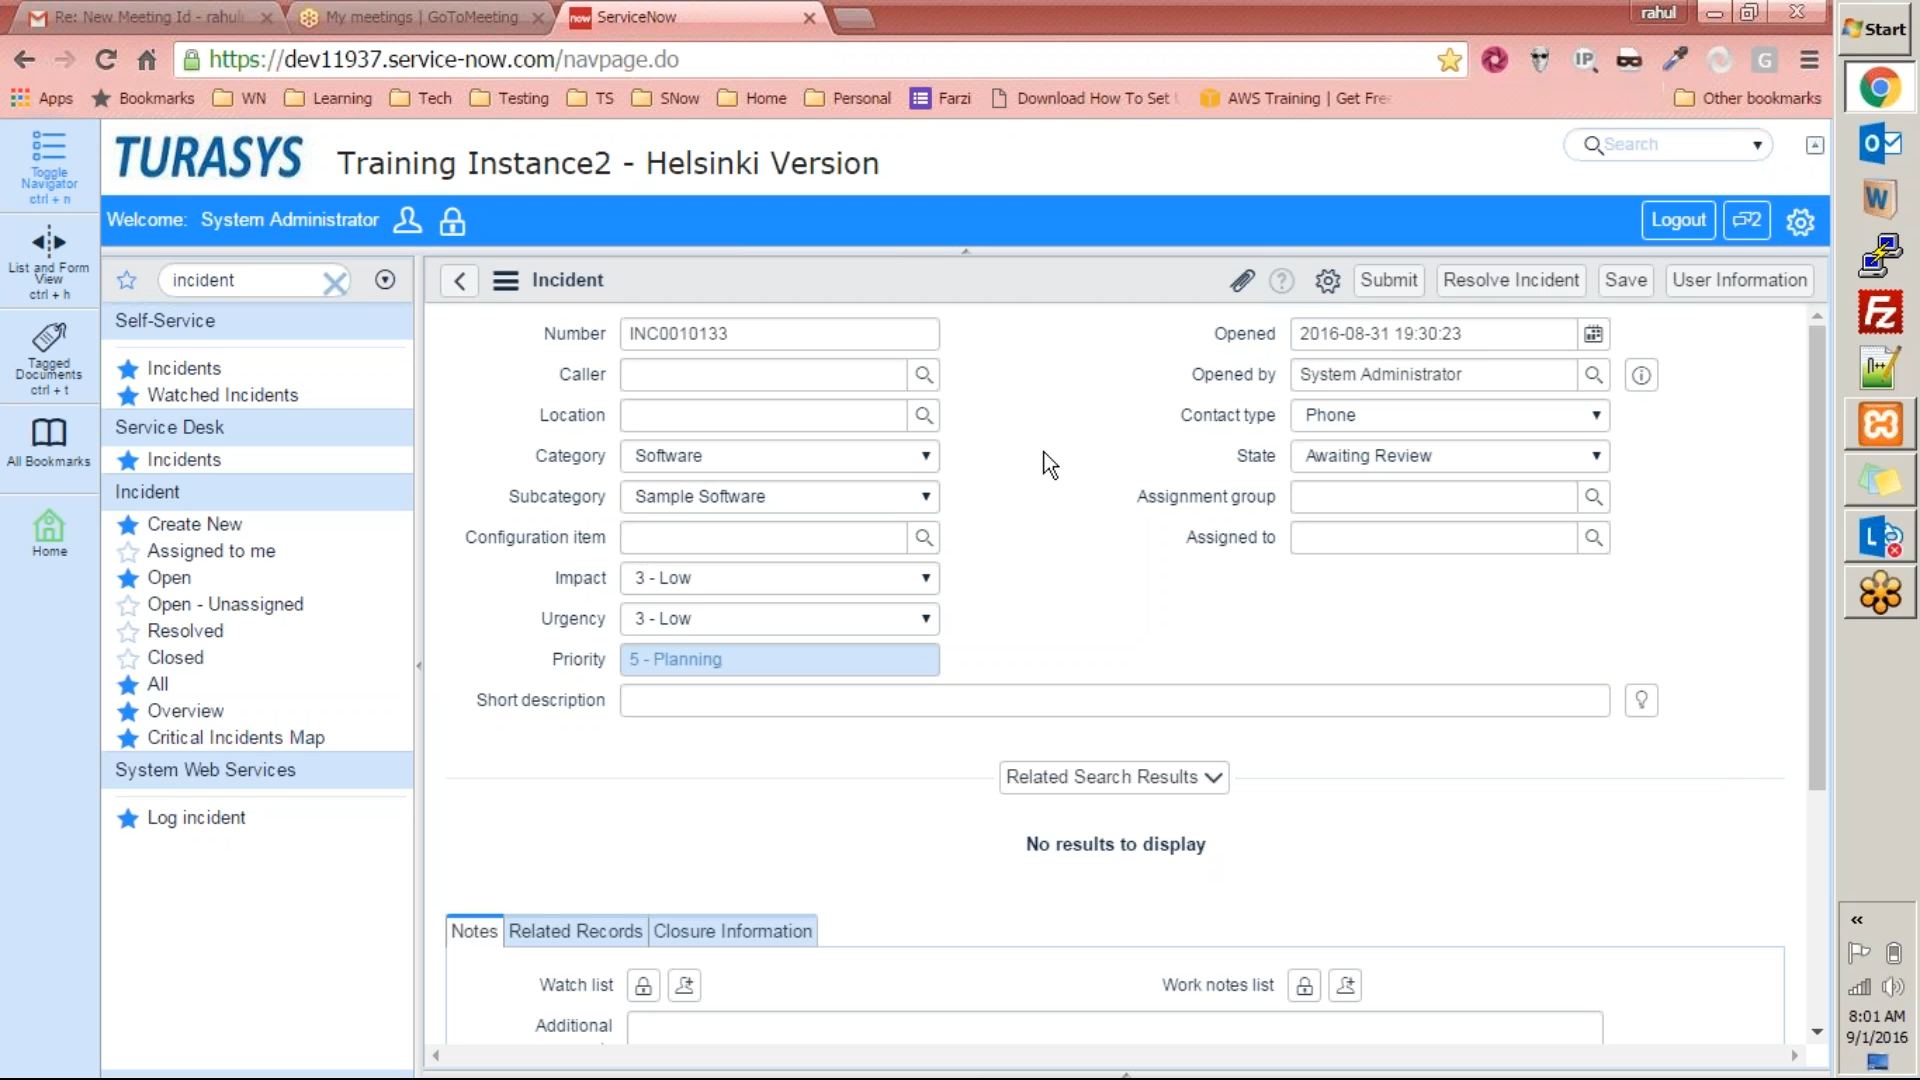 Re: New Meeting Id - rahul
My meetings | GoToMeeting
now ServiceNow
rahul
Start
https://dev11937.service-now.com/navpage.do
IP
G
Apps
Bookmarks
WN
Learning
Tech
Testing
TS
SNow
Home
Personal
Farzi
Download How To Set
AWS Training | Get Fre
Other bookmarks
Toggle
Navigator
ctrl + n
TURASYS
Training Instance2 - Helsinki Version
Search
Welcome: System Administrator
Logout
2
List and Form
View
ctrl + h
incident
Incident
Submit
Resolve Incident
Save
User Information
Self-Service
Incidents
Watched Incidents
Service Desk
Incidents
Incident
Create New
Assigned to me
Open
Open - Unassigned
Resolved
Closed
All
Overview
Critical Incidents Map
System Web Services
Log incident
Tagged
Documents
ctrl + t
All Bookmarks
Home
Number INC0010133
Caller
Location
Category Software
Subcategory Sample Software
Configuration item
Impact 3 - Low
Urgency 3 - Low
Priority 5 - Planning
Short description
Opened 2016-08-31 19:30:23
Opened by System Administrator
Contact type Phone
State Awaiting Review
Assignment group
Assigned to
Related Search Results
No results to display
Notes
Related Records
Closure Information
Watch list
Work notes list
Additional
8:01 AM
9/1/2016